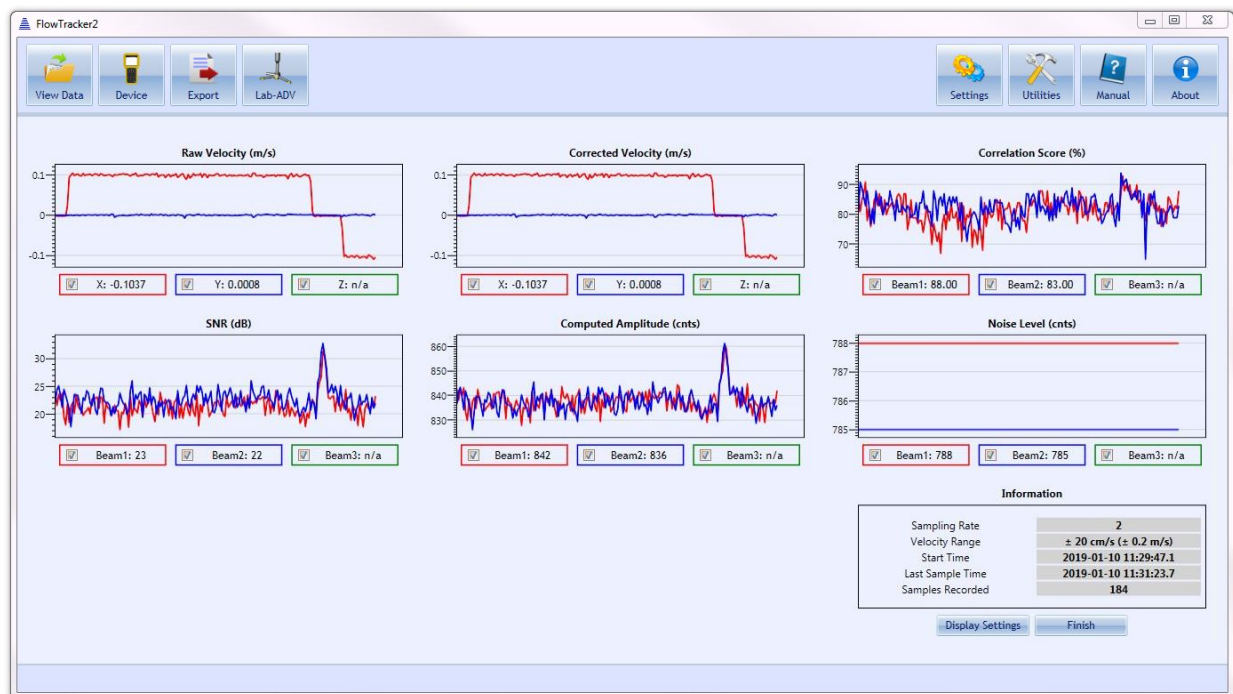 FlowTracker2
View Data Device Export Lab-ADV Settings Utilities Manual About
Raw Velocity (m/s) Corrected Velocity (m/s) Correlation Score (%)
0.1 0.1 90
0 0 80
-0.1 -0.1 70
X: -0.1037 Y: 0.0008 Z: n/a X: -0.1037 Y: 0.0008 Z: n/a Beam1: 88.00 Beam2: 83.00 Beam3: n/a
SNR (dB) Computed Amplitude (cnts) Noise Level (cnts)
30 860 788
25 850 787
20 840 786
830 785
Beam1: 23 Beam2: 22 Beam3: n/a Beam1: 842 Beam2: 836 Beam3: n/a Beam1: 788 Beam2: 785 Beam3: n/a
Information
Sampling Rate 2
Velocity Range ± 20 cm/s (± 0.2 m/s)
Start Time 2019-01-10 11:29:47.1
Last Sample Time 2019-01-10 11:31:23.7
Samples Recorded 184
Display Settings Finish